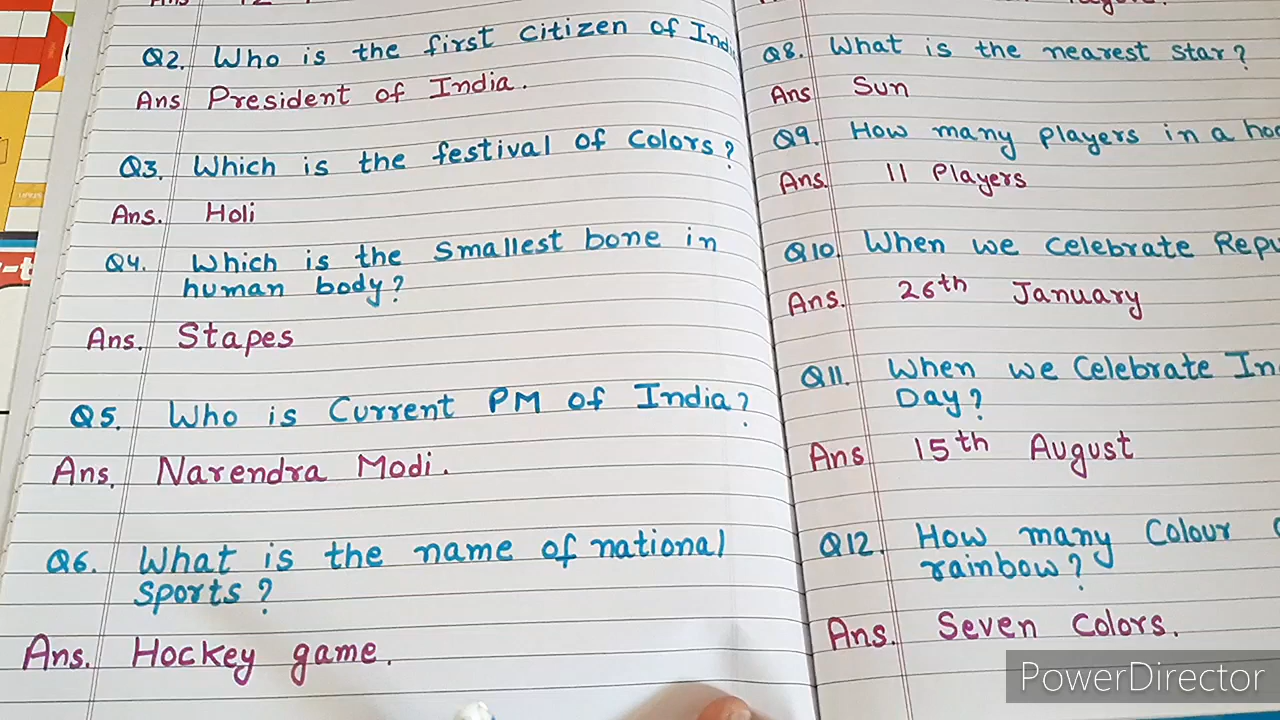 Q2. Who is the first citizen of
Ans President of India.
Q3. Which is the festival of colors?
Ans. Holi
Q4. Which is the smallest bone in
human body?
Ans. Stapes
Q5. Who is Current PM of India?
Ans. Narendra Modi.
Q6. What is the name of national
sports?
Ans. Hockey game.
Q8. What is the nearest star?
Ans Sun
Q9. How many players in a
Ans. 11 Players
Q10. When we celebrate
Ans. 26th January
Q11. When we celebrate
Day?
Ans 15th August
Q12. How many Colour
rainbow?
Ans. Seven colors.
PowerDirector